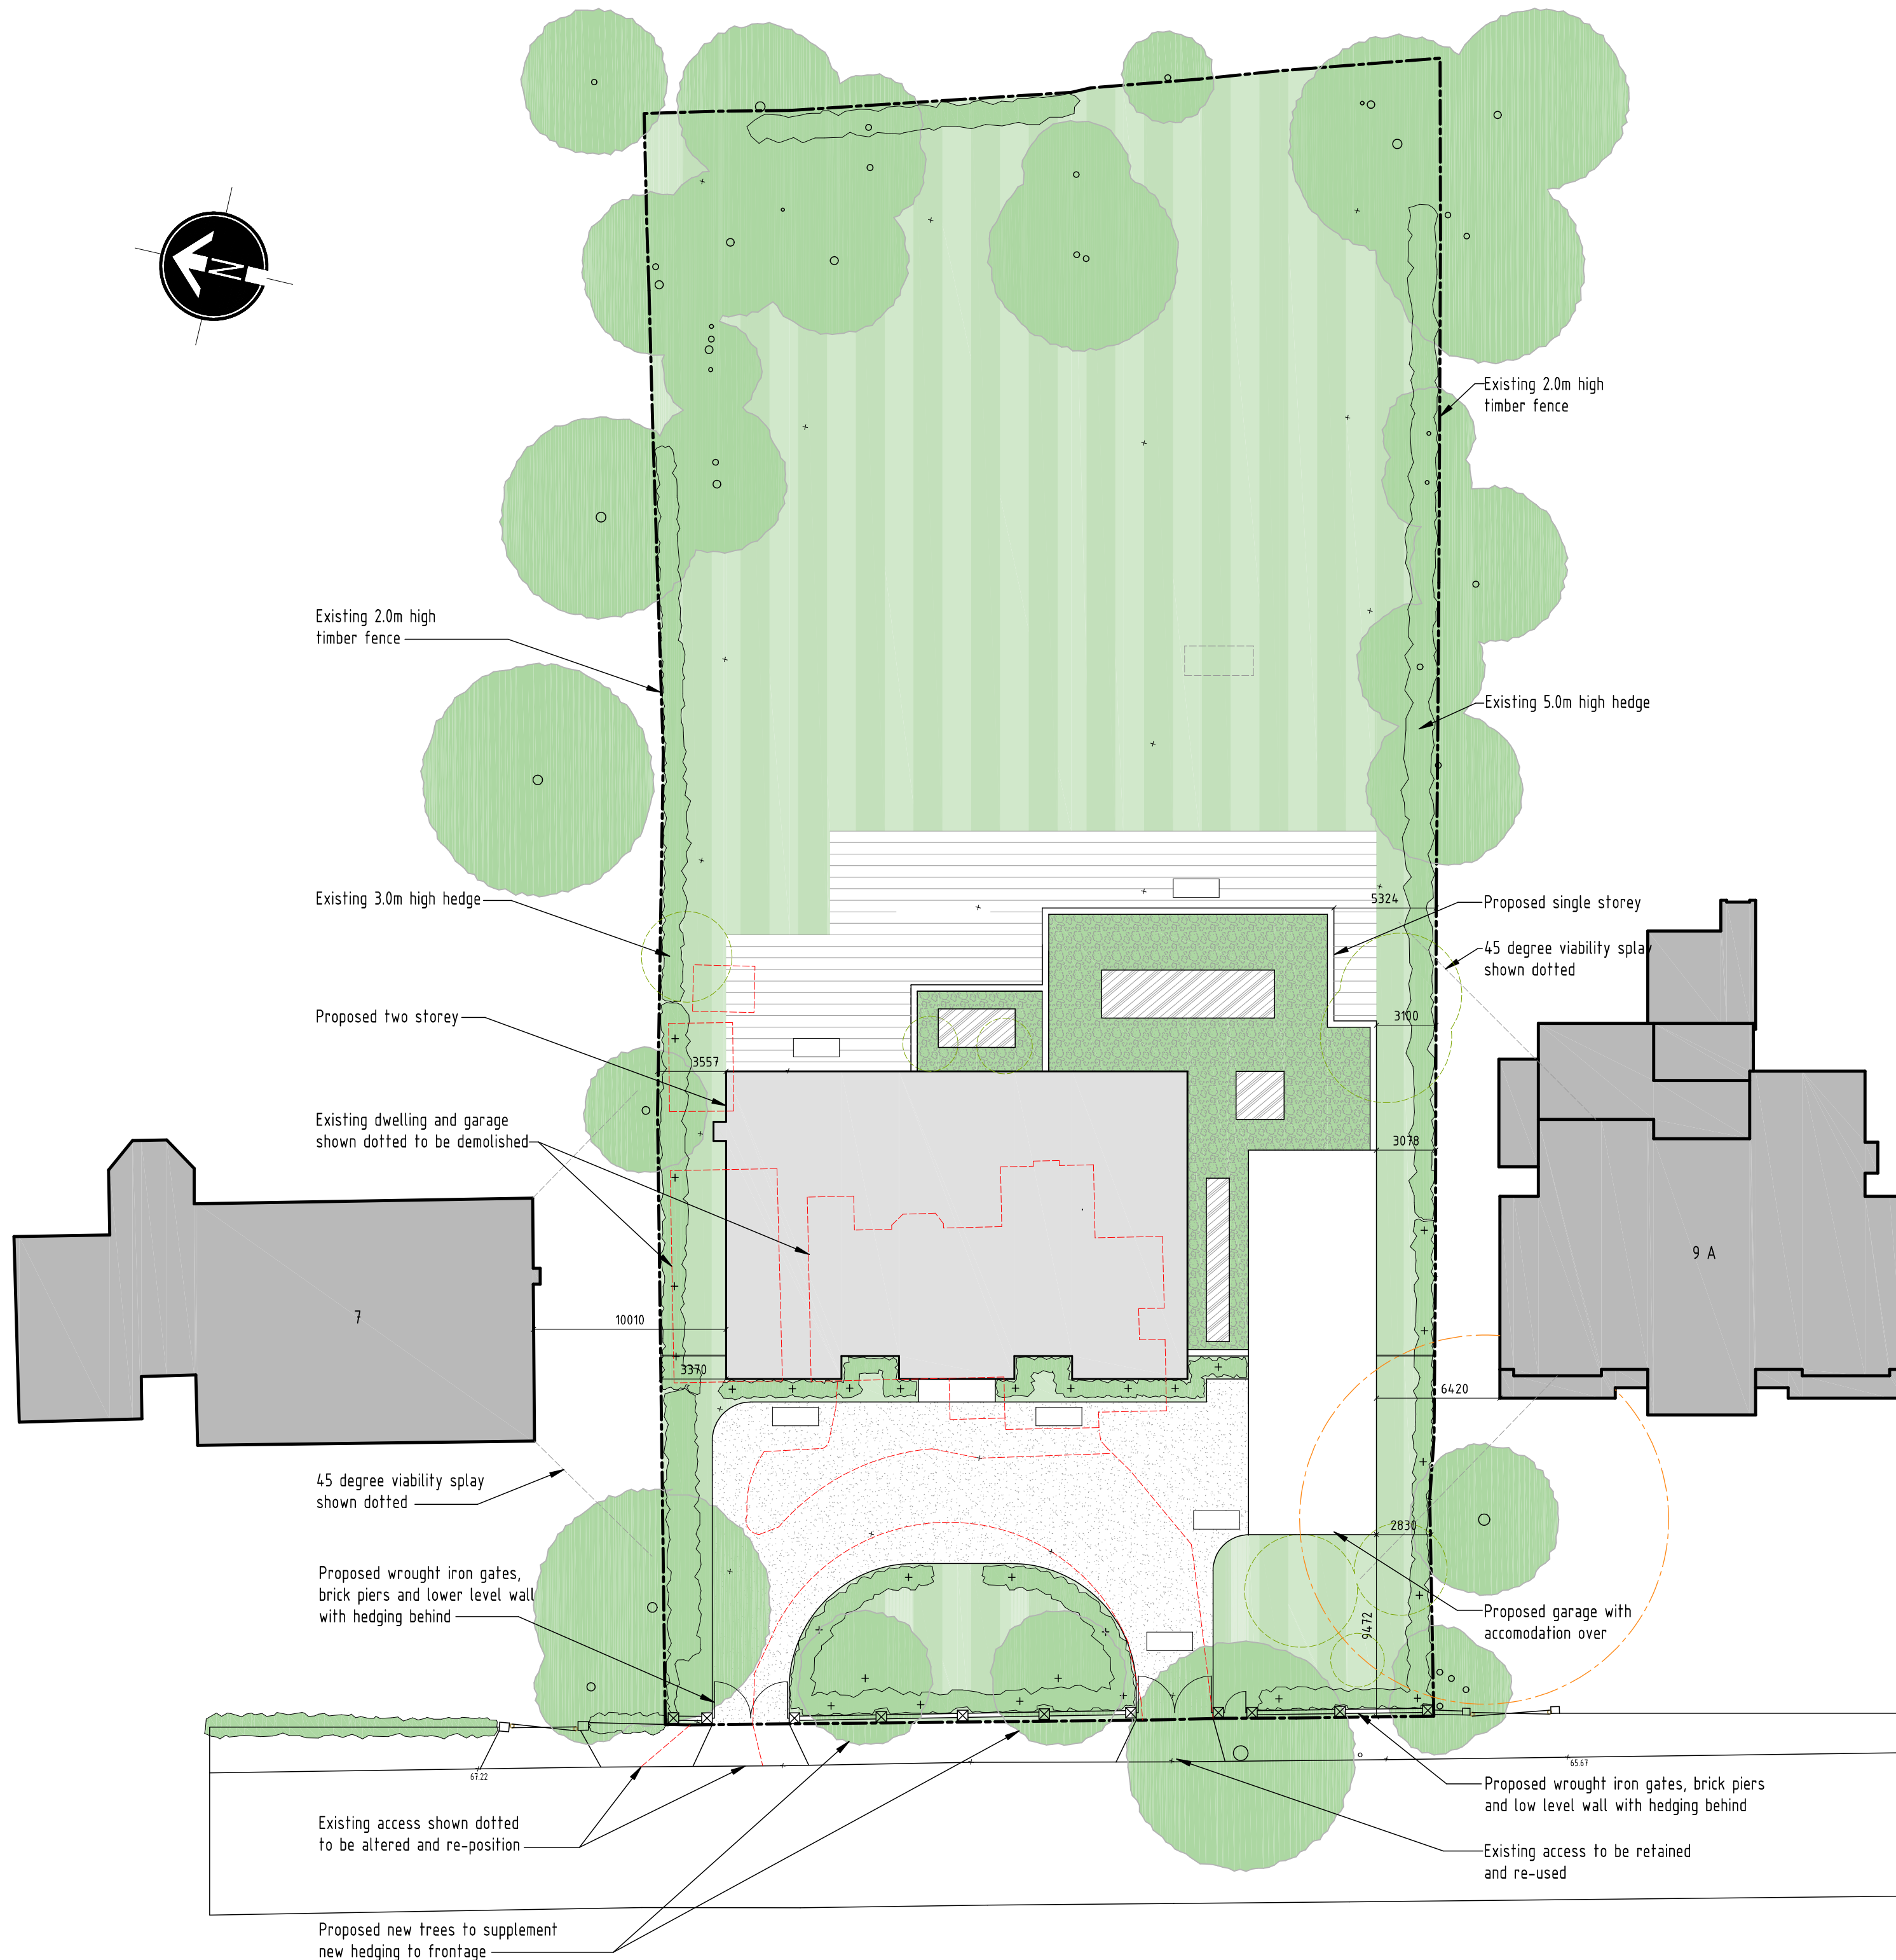 N
Existing 2.0m high
timber fence
Existing 2.0m high
timber fence
Existing 5.0m high hedge
Existing 3.0m high hedge
5324
Proposed single storey
45 degree viability splay
shown dotted
Proposed two storey
3100
3557
Existing dwelling and garage
shown dotted to be demolished
3078
9 A
7
10010
3370
6420
45 degree viability splay
shown dotted
2830
Proposed wrought iron gates,
brick piers and lower level wall
with hedging behind
9472
Proposed garage with
accomodation over
67.22
65.67
Proposed wrought iron gates, brick piers
and low level wall with hedging behind
Existing access shown dotted
to be altered and re-position
Existing access to be retained
and re-used
Proposed new trees to supplement
new hedging to frontage